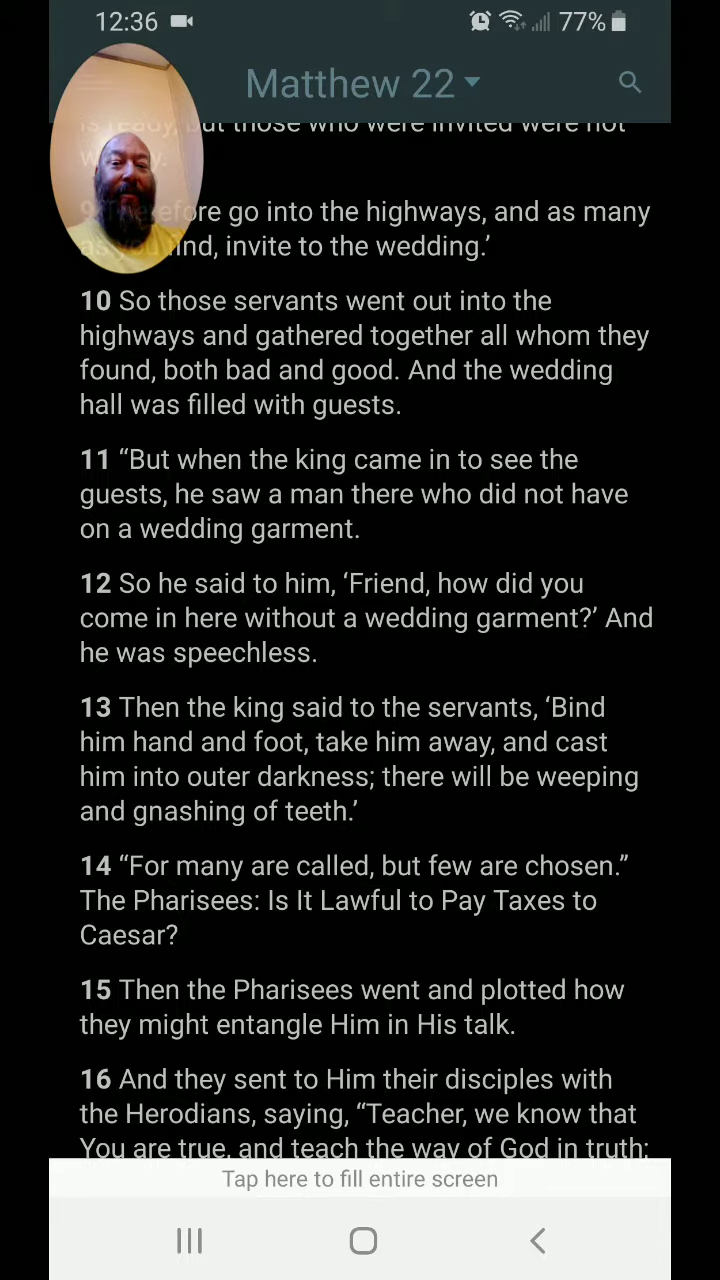 12:36 77%
Matthew 22
is ready, but those who were invited were not
9 Therefore go into the highways, and as many
as you find, invite to the wedding.’
10 So those servants went out into the
highways and gathered together all whom they
found, both bad and good. And the wedding
hall was filled with guests.
11 “But when the king came in to see the
guests, he saw a man there who did not have
on a wedding garment.
12 So he said to him, ‘Friend, how did you
come in here without a wedding garment?’ And
he was speechless.
13 Then the king said to the servants, ‘Bind
him hand and foot, take him away, and cast
him into outer darkness; there will be weeping
and gnashing of teeth.’
14 “For many are called, but few are chosen.”
The Pharisees: Is It Lawful to Pay Taxes to
Caesar?
15 Then the Pharisees went and plotted how
they might entangle Him in His talk.
16 And they sent to Him their disciples with
the Herodians, saying, “Teacher, we know that
You are true, and teach the way of God in truth;
Tap here to fill entire screen